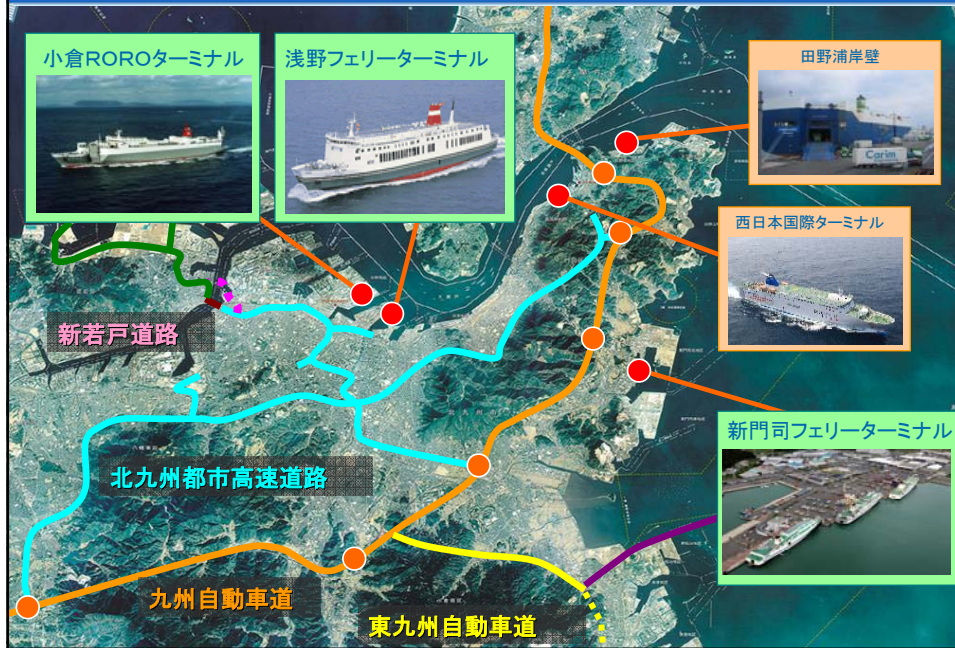 小倉ROROターミナル
浅野フェリーターミナル
田野浦岸壁
Carim
西日本国際ターミナル
新若戸道路
新門司フェリーターミナル
北九州都市高速道路
九州自動車道
東九州自動車道